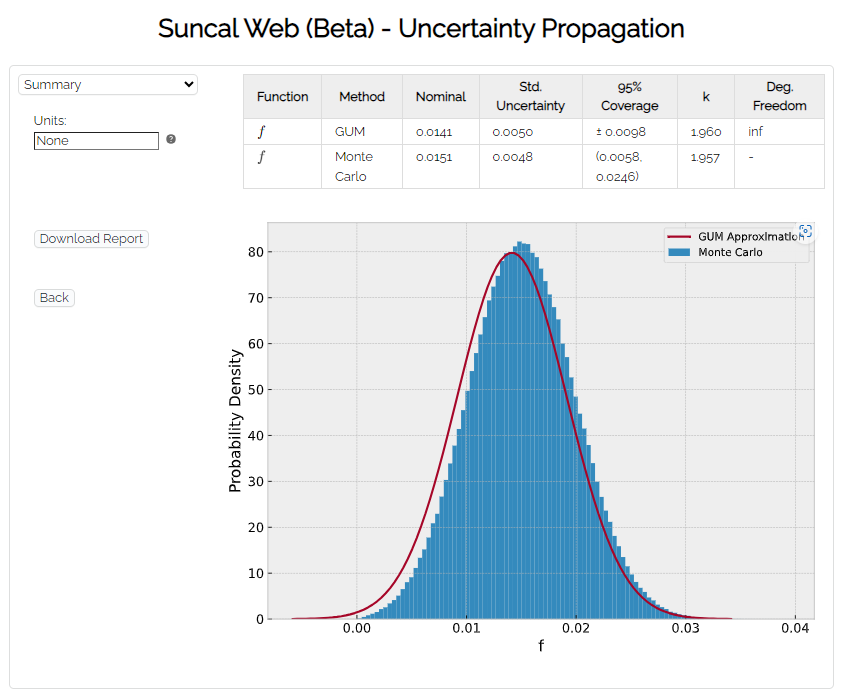 Suncal Web (Beta) - Uncertainty Propagation
Summary
Units:
None
?
Download Report
Back
Function Method Nominal Std. Uncertainty 95% Coverage k Deg. Freedom
f GUM 0.0141 0.0050 ± 0.0098 1.960 inf
f Monte Carlo 0.0151 0.0048 (0.0058, 0.0246) 1.957 -
GUM Approximation
Monte Carlo
Probability Density
80
70
60
50
40
30
20
10
0
0.00 0.01 0.02 0.03 0.04
f